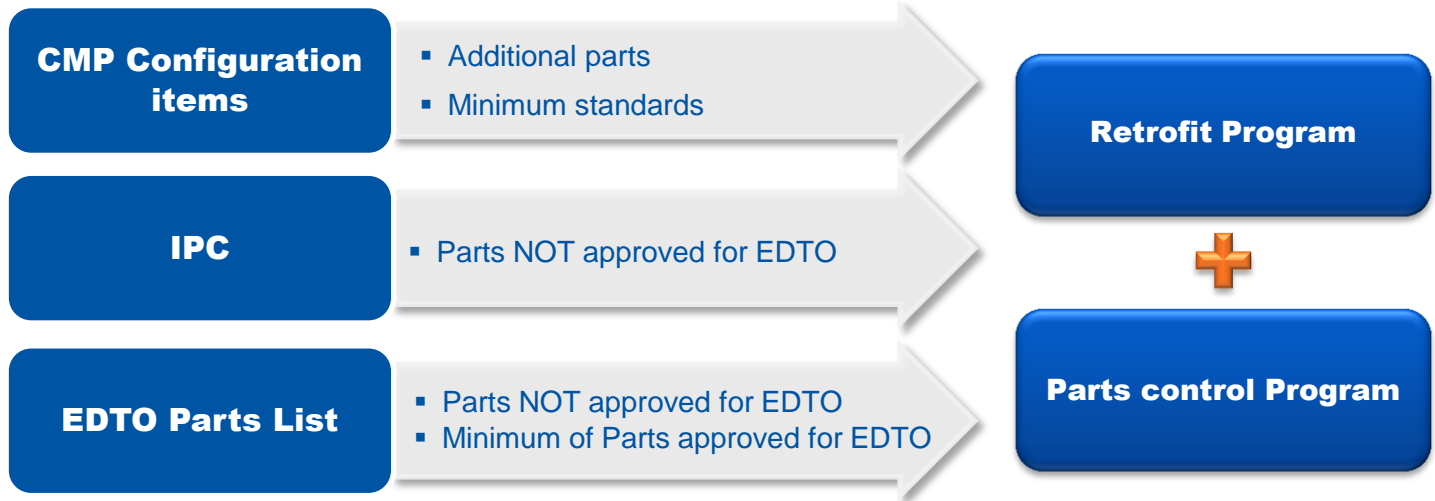 CMP Configuration
items
▪ Additional parts
▪ Minimum standards
IPC
▪ Parts NOT approved for EDTO
EDTO Parts List
▪ Parts NOT approved for EDTO
▪ Minimum of Parts approved for EDTO
Retrofit Program
Parts control Program